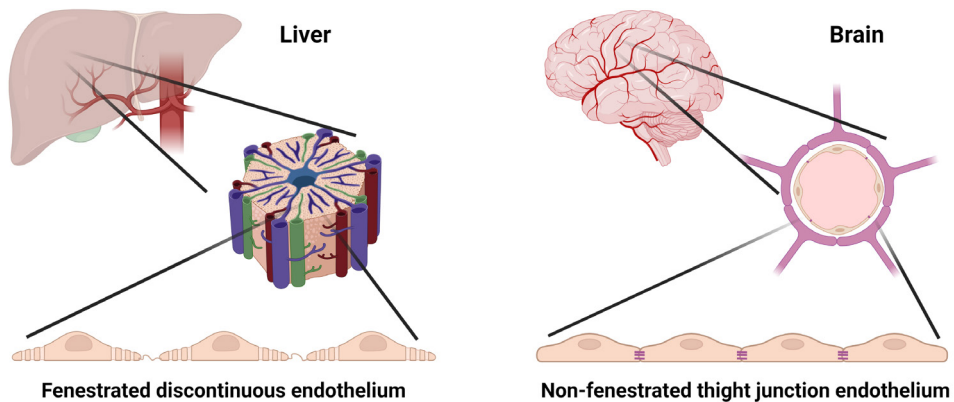 Liver
Brain
Fenestrated discontinuous endothelium
Non-fenestrated thight junction endothelium